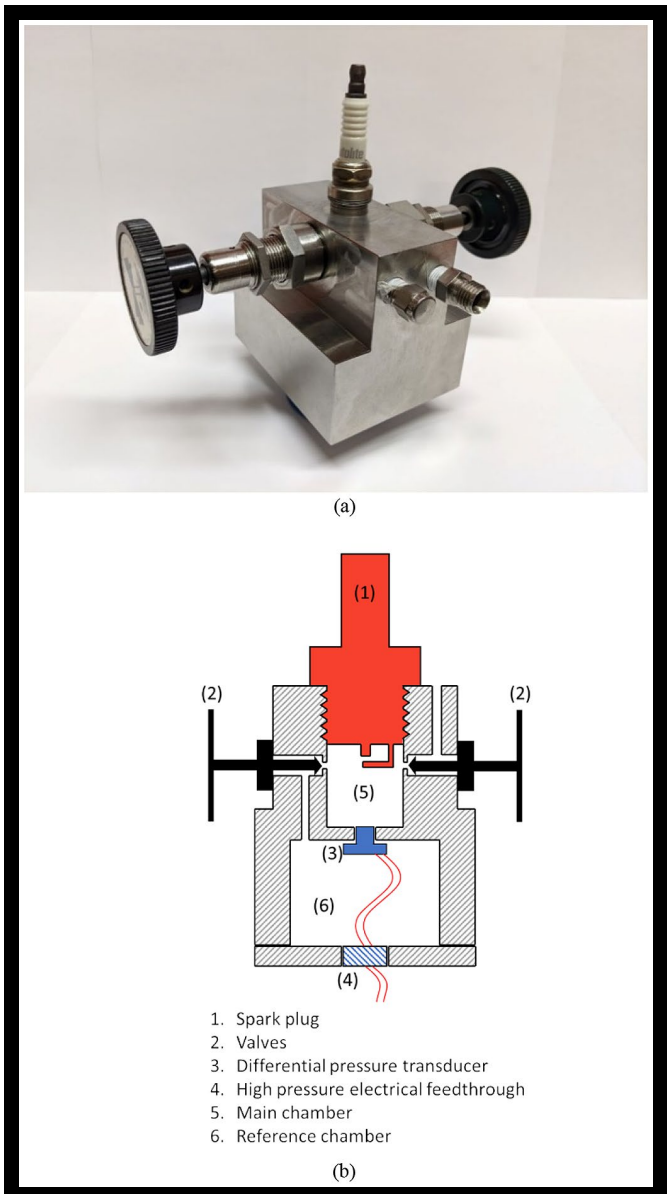 (a)
(1)
(2)
(2)
(5)
(3)
(6)
(4)
1. Spark plug
2. Valves
3. Differential pressure transducer
4. High pressure electrical feedthrough
5. Main chamber
6. Reference chamber
(b)